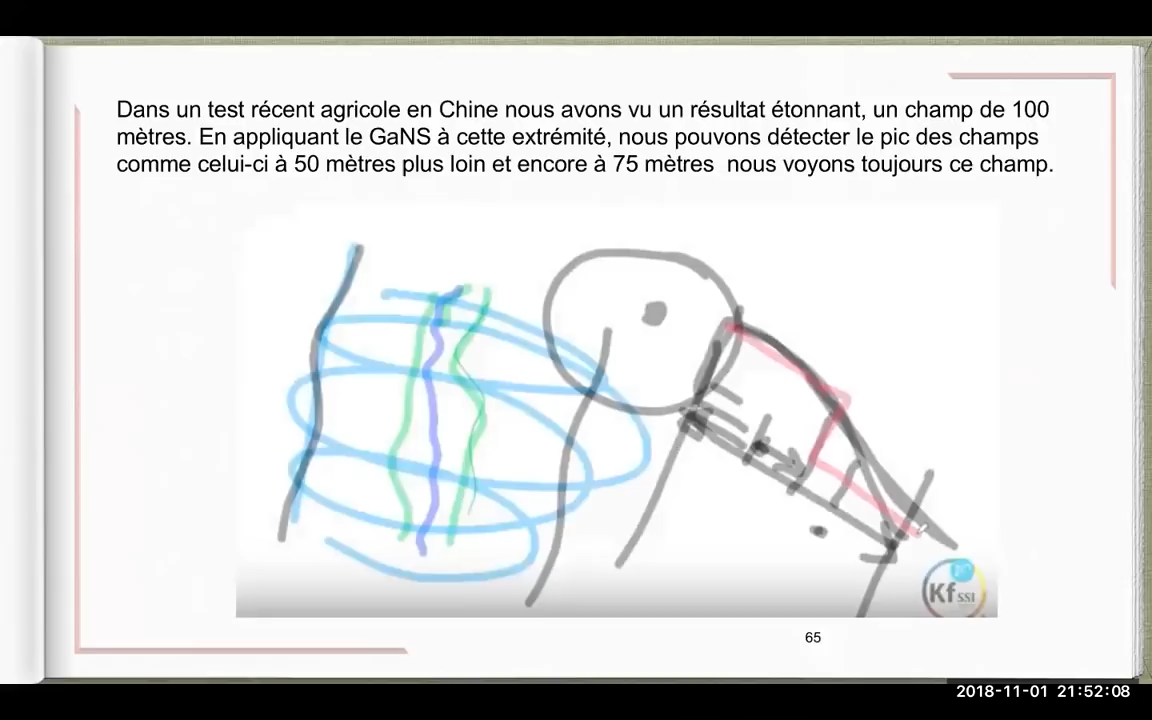 Dans un test récent agricole en Chine nous avons vu un résultat étonnant, un champ de 100
mètres. En appliquant le GaNS à cette extrémité, nous pouvons détecter le pic des champs
comme celui-ci à 50 mètres plus loin et encore à 75 mètres  nous voyons toujours ce champ.
Kf SSI
65
2018-11-01 21:52:08